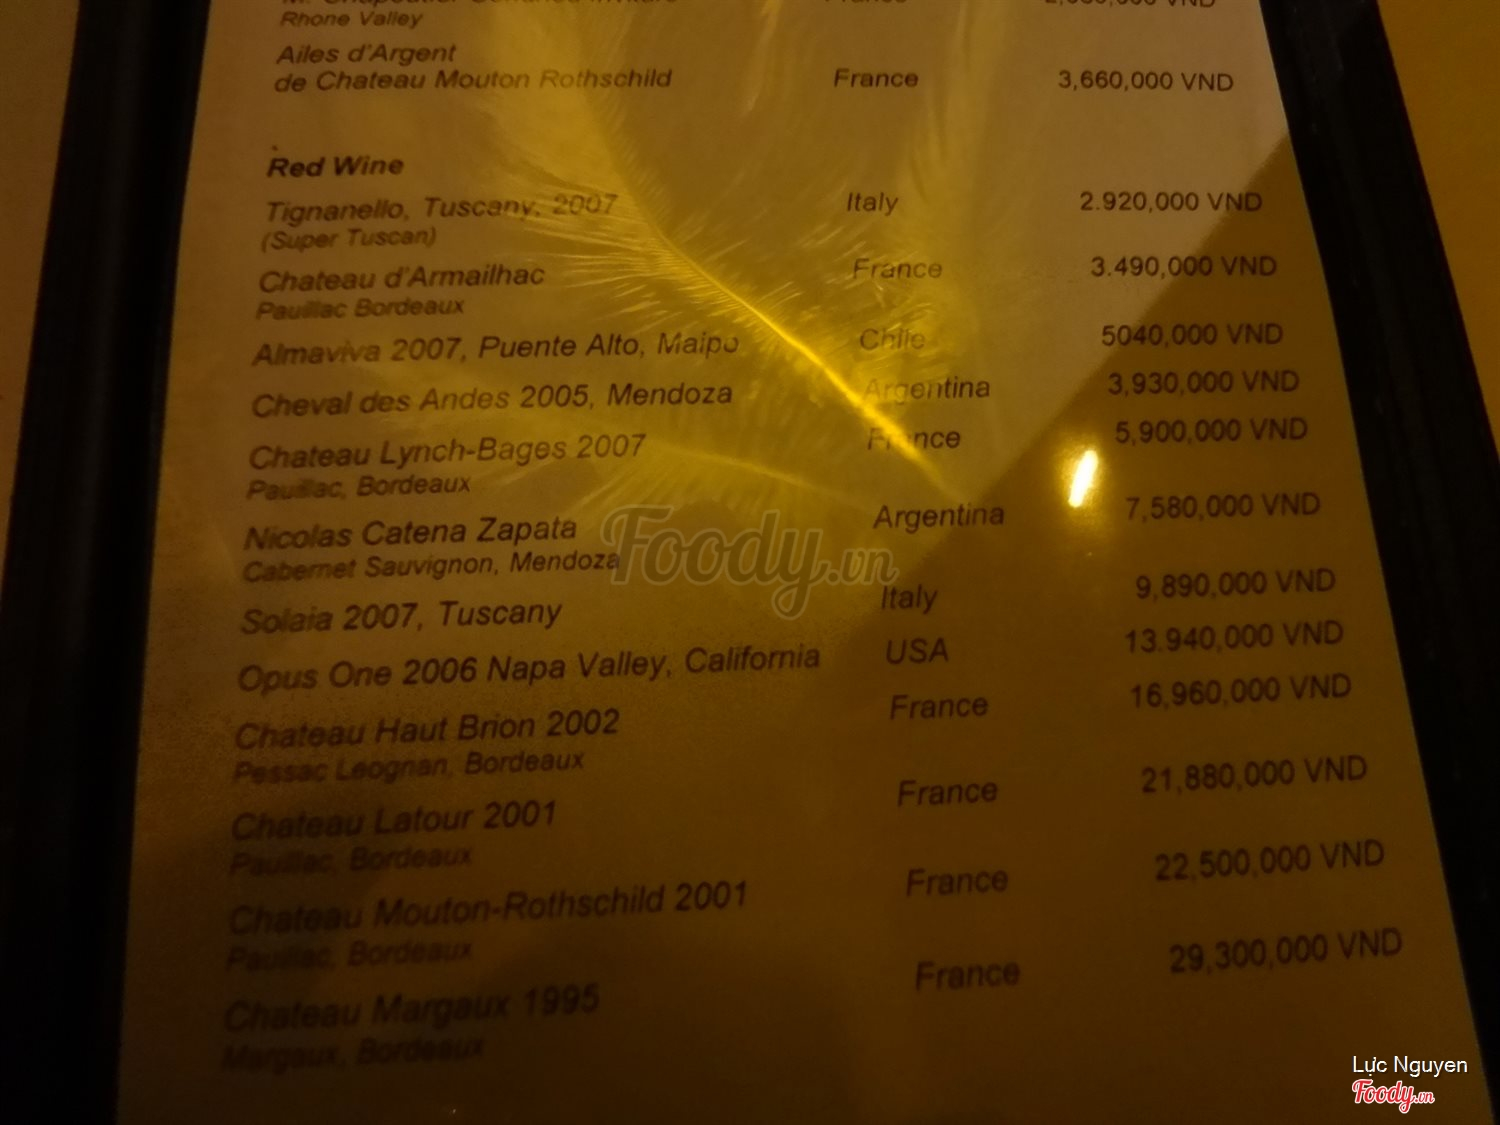 Rhone Valley
Ailes d'Argent
de Chateau Mouton Rothschild France 3,660,000 VND
Red Wine
Tignanello, Tuscany, 2007 Italy 2.920,000 VND
(Super Tuscan)
Chateau d'Armailhac France 3.490,000 VND
Pauillac Bordeaux
Almaviva 2007, Puente Alto, Maipo Chile 5040,000 VND
Cheval des Andes 2005, Mendoza Argentina 3,930,000 VND
Chateau Lynch-Bages 2007 France 5,900,000 VND
Pauillac, Bordeaux
Nicolas Catena Zapata Argentina 7,580,000 VND
Cabernet Sauvignon, Mendoza
Solaia 2007, Tuscany Italy 9,890,000 VND
Opus One 2006 Napa Valley, California USA 13.940,000 VND
Chateau Haut Brion 2002 France 16,960,000 VND
Pessac Leognan, Bordeaux
Chateau Latour 2001 France 21,880,000 VND
Pauillac, Bordeaux
Chateau Mouton-Rothschild 2001 France 22,500,000 VND
Pauillac, Bordeaux
Chateau Margaux 1995 France 29,300,000 VND
Margaux, Bordeaux
Foody.vn
Lực Nguyen
Foody.vn